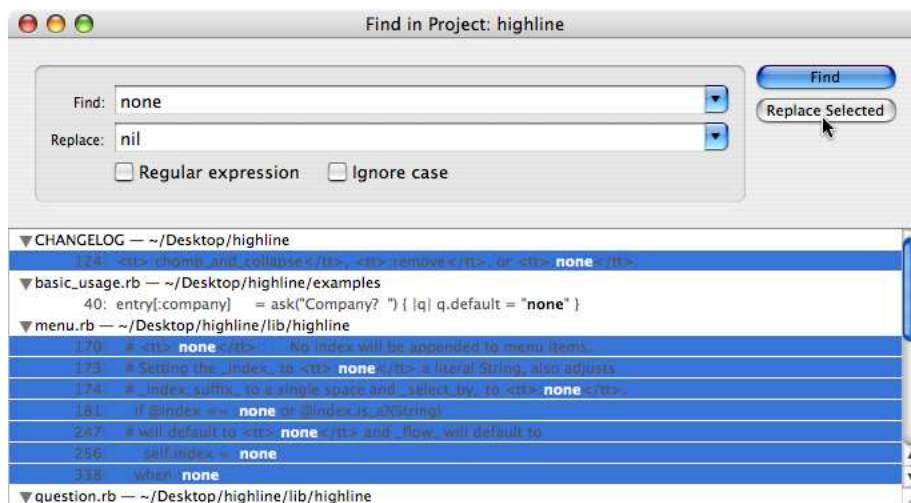 Find in Project: highline
Find: none
Find
Replace Selected
Replace: nil
Regular expression Ignore case
CHANGELOG — ~/Desktop/highline
124: <tt>:chomp_and_collapse</tt>, <tt>:remove</tt>, or <tt>:none</tt>.
basic_usage.rb — ~/Desktop/highline/examples
40: entry[:company] = ask("Company? ") { |q| q.default = "none" }
menu.rb — ~/Desktop/highline/lib/highline
170: # <tt>:none</tt>:: No index will be appended to menu items.
173: # Setting the _index_ to <tt>:none</tt> a literal String, also adjusts
174: # _index_suffix_ to a single space and _select_by_ to <tt>:none</tt>.
181: if @index == :none or @index.is_a?(String)
247: # will default to <tt>:none</tt> and _flow_ will default to
256: self.index = :none
338: when :none
question.rb — ~/Desktop/highline/lib/highline